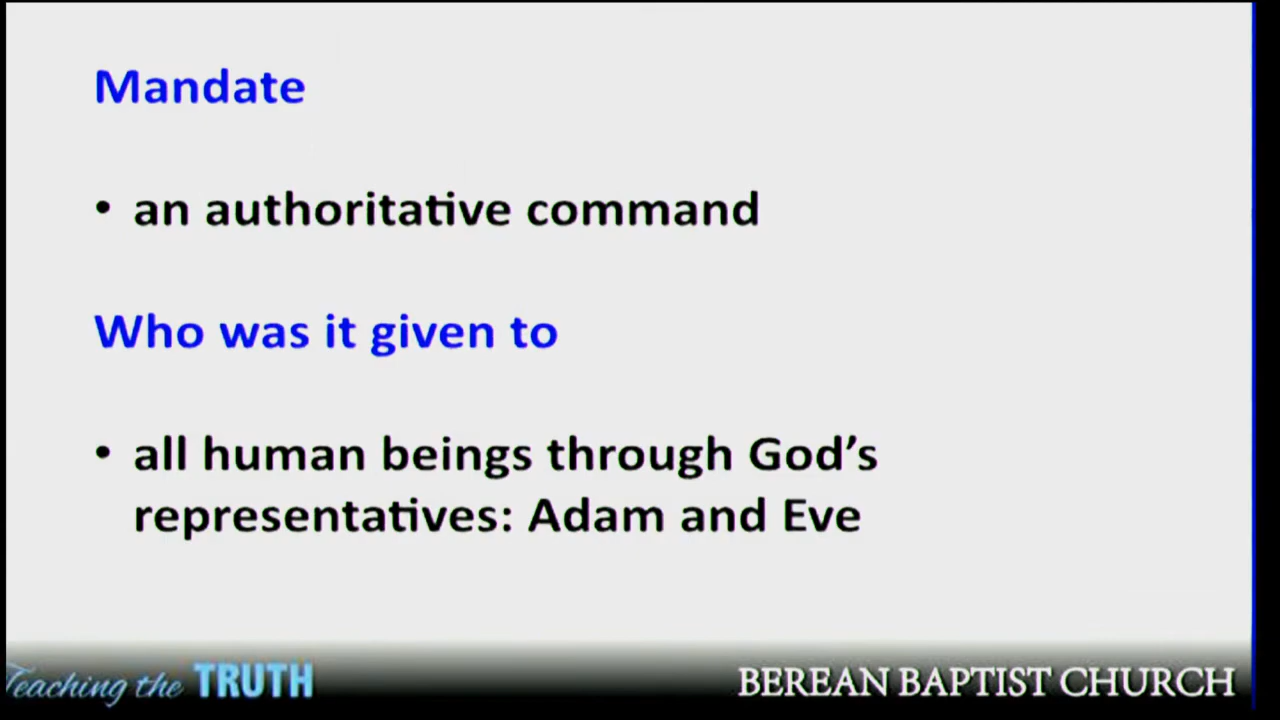 Mandate
• an authoritative command
Who was it given to
• all human beings through God’s
representatives: Adam and Eve
Teaching the TRUTH
BEREAN BAPTIST CHURCH